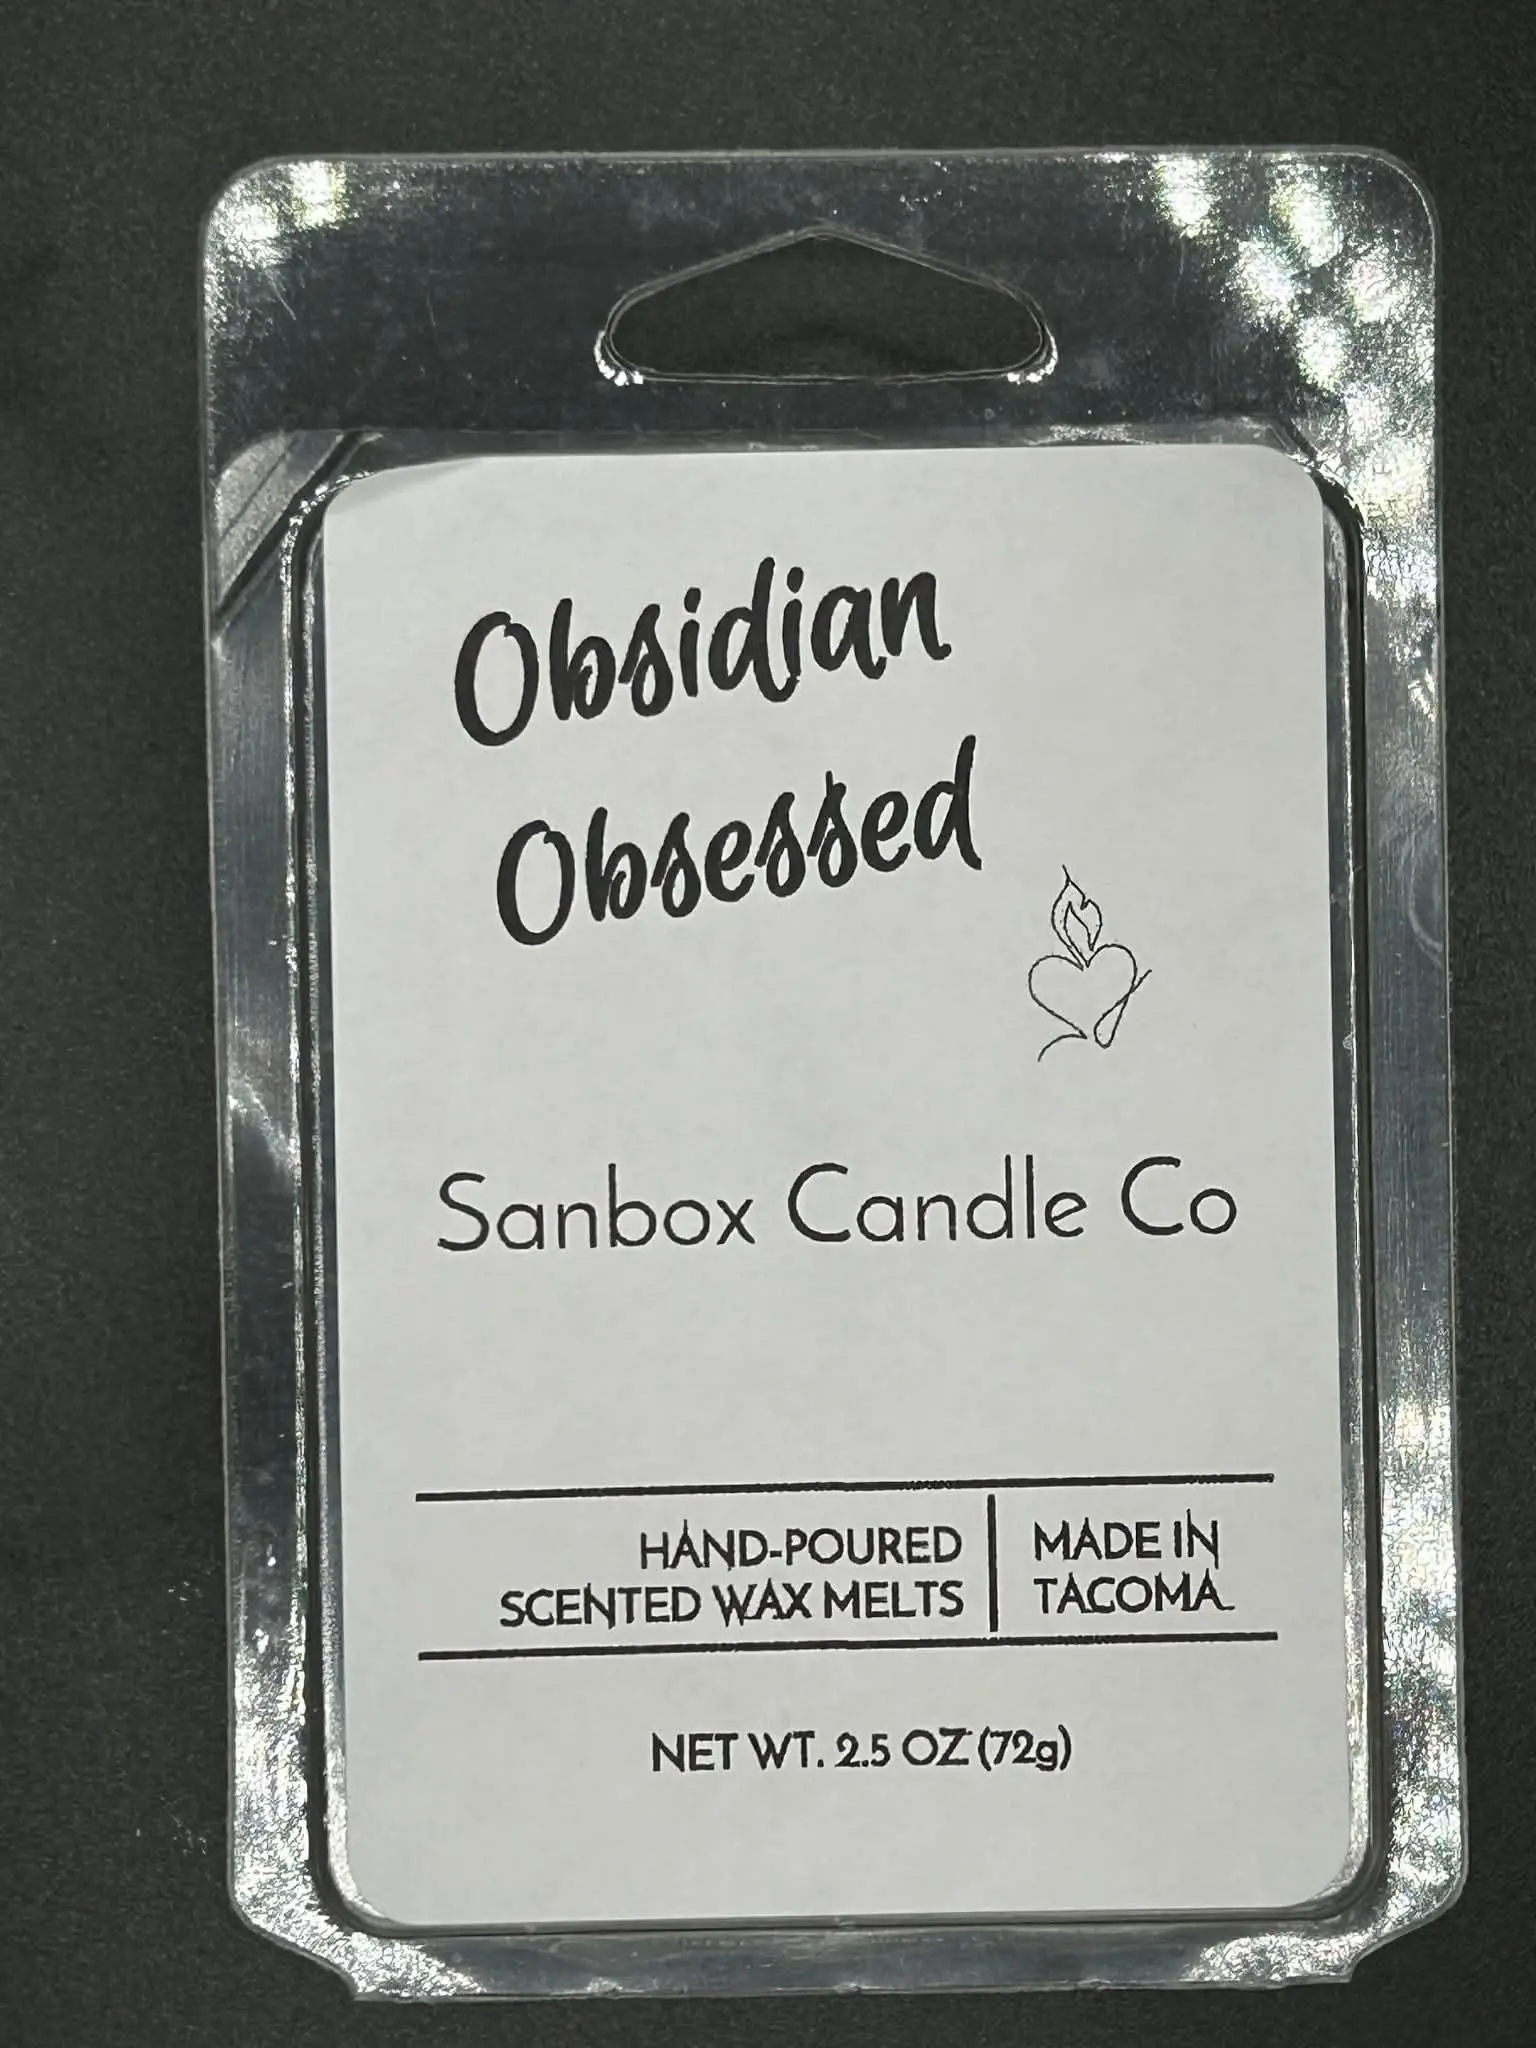 Obsidian
Obsessed
Sanbox Candle Co
HAND-POURED
SCENTED WAX MELTS
MADE IN
TACOMA
NET WT. 2.5 OZ (72g)